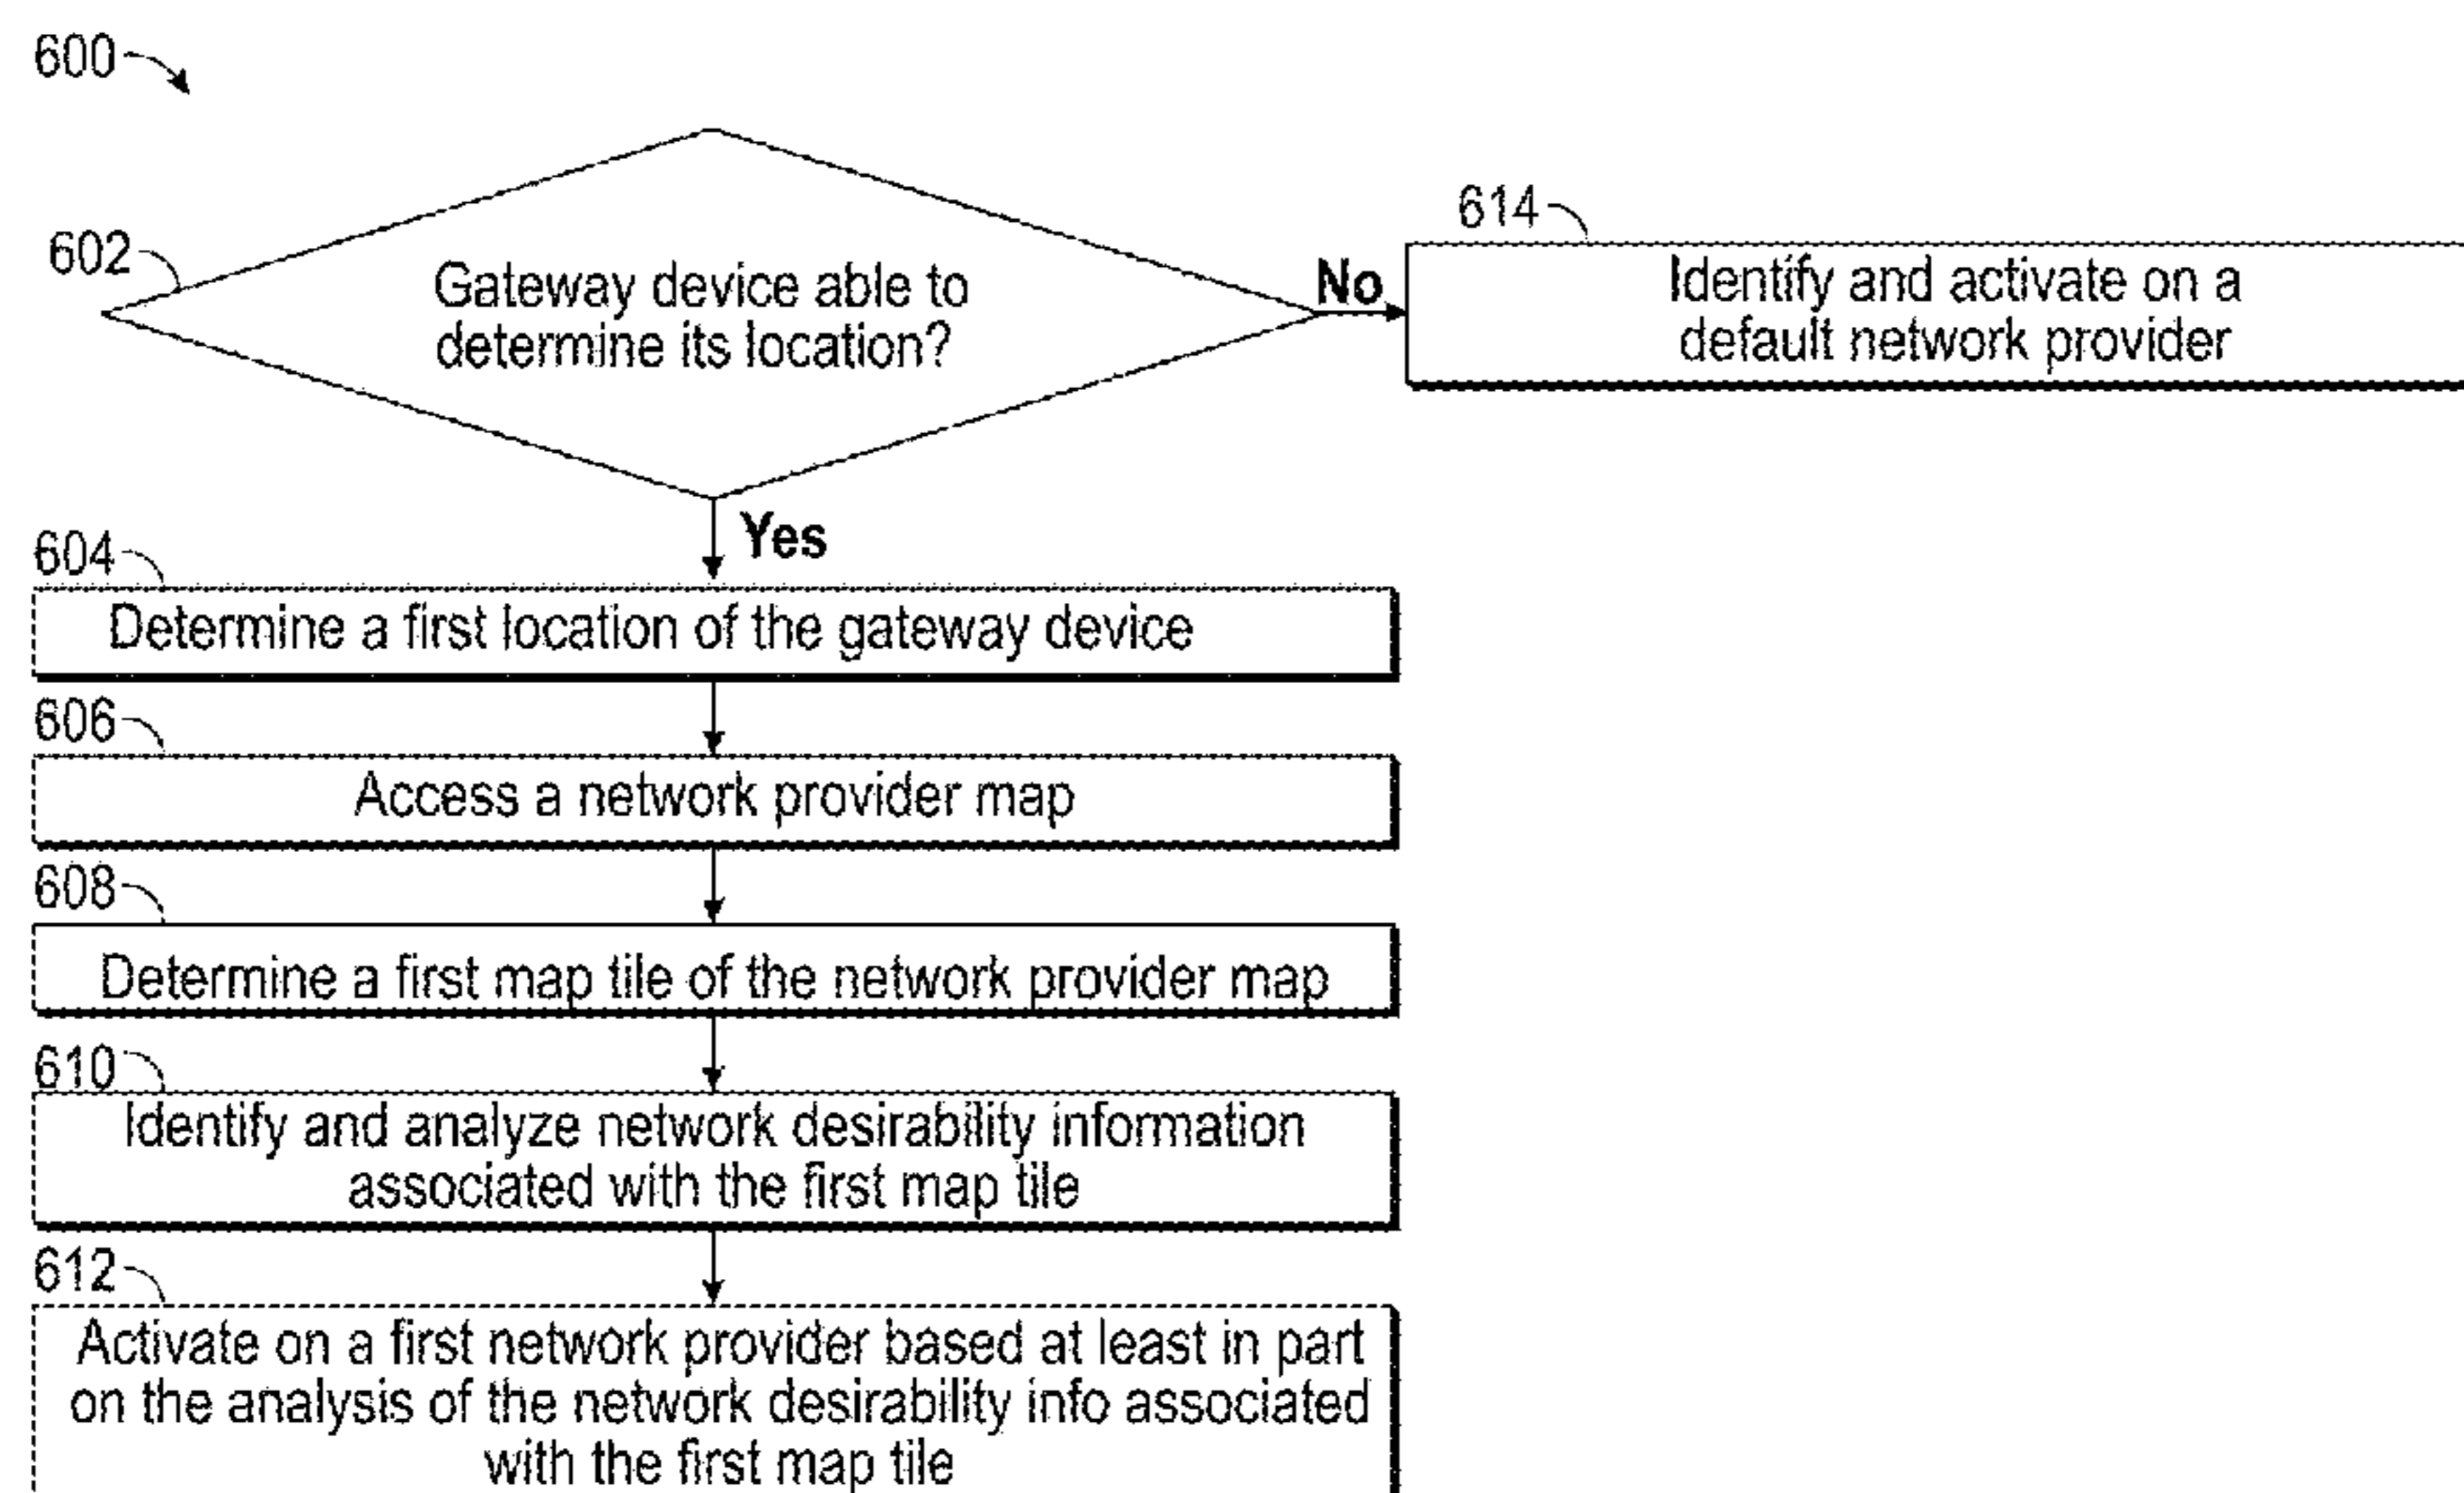 600
602
Gateway device able to
determine its location?
No
614
Identify and activate on a
default network provider
Yes
604
Determine a first location of the gateway device
606
Access a network provider map
608
Determine a first map tile of the network provider map
610
Identify and analyze network desirability information
associated with the first map tile
612
Activate on a first network provider based at least in part
on the analysis of the network desirability info associated
with the first map tile